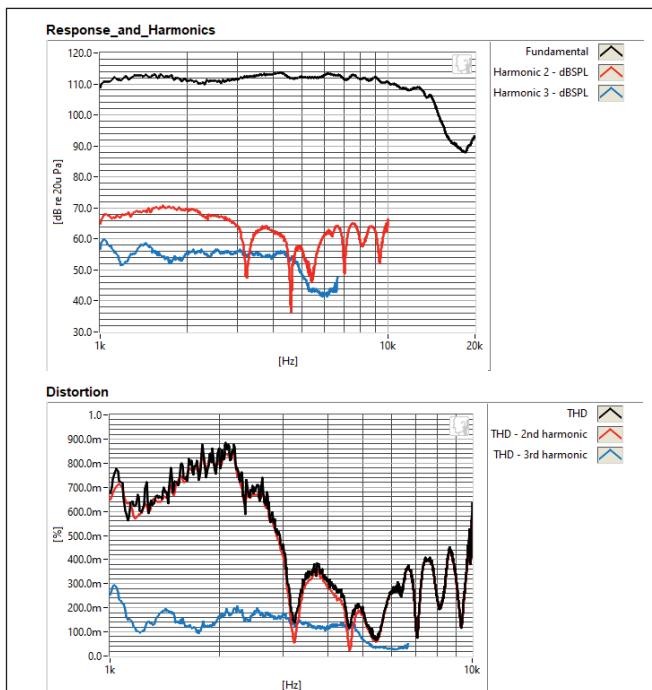 Response_and_Harmonics
120.0
110.0
100.0
90.0
80.0
70.0
60.0
50.0
40.0
30.0
[dB re 20u Pa]
1k
10k
20k
[Hz]
Fundamental
Harmonic 2 - dBSPL
Harmonic 3 - dBSPL
Distortion
1.0
900.0m
800.0m
700.0m
600.0m
500.0m
400.0m
300.0m
200.0m
100.0m
0.0
[%]
1k
10k
[Hz]
THD
THD - 2nd harmonic
THD - 3rd harmonic